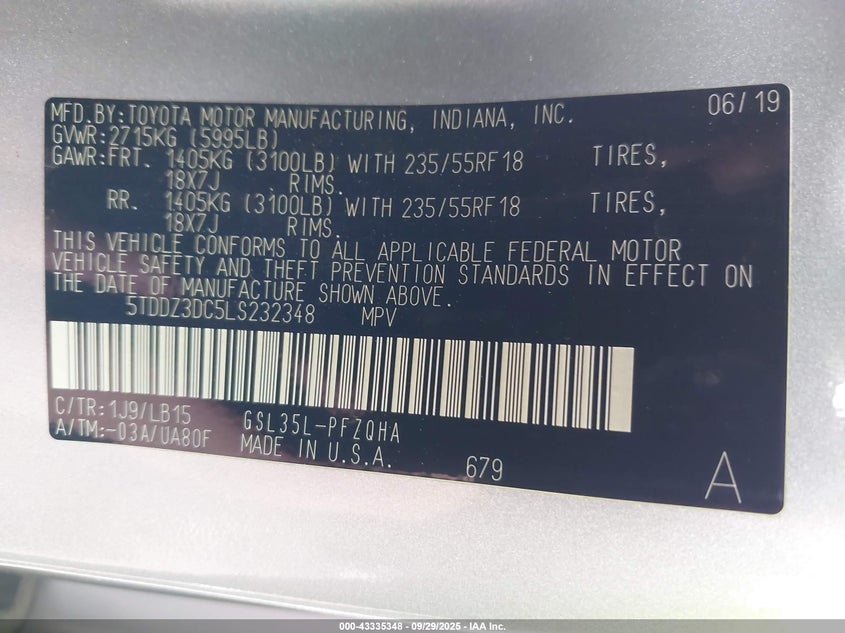 MFD.BY:TOYOTA MOTOR MANUFACTURING, INDIANA, INC. 06/19
GVWR:2715KG (5995LB)
GAWR:FRT. 1405KG (3100LB) WITH 235/55RF18 TIRES,
18X7J RIMS.
RR. 1405KG (3100LB) WITH 235/55RF18 TIRES,
18X7J RIMS.
THIS VEHICLE CONFORMS TO ALL APPLICABLE FEDERAL MOTOR
VEHICLE SAFETY AND THEFT PREVENTION STANDARDS IN EFFECT ON
THE DATE OF MANUFACTURE SHOWN ABOVE.
5TDDZ3DC5LS232348 MPV
C/TR:1J9/LB15 GSL35L-PFZQHA
A/TM:-03A/UA80F MADE IN U.S.A. 679 A
000-43335348 - 09/29/2025 - IAA Inc.